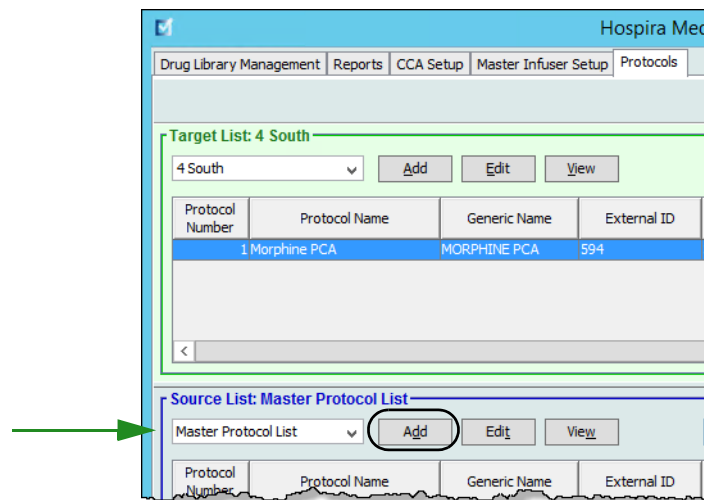 Hospira Med
Drug Library Management Reports CCA Setup Master Infuser Setup Protocols
Target List: 4 South
4 South Add Edit View
Protocol Number Protocol Name Generic Name External ID
1 Morphine PCA MORPHINE PCA 594
Source List: Master Protocol List
Master Protocol List Add Edit View
Protocol Number Protocol Name Generic Name External ID